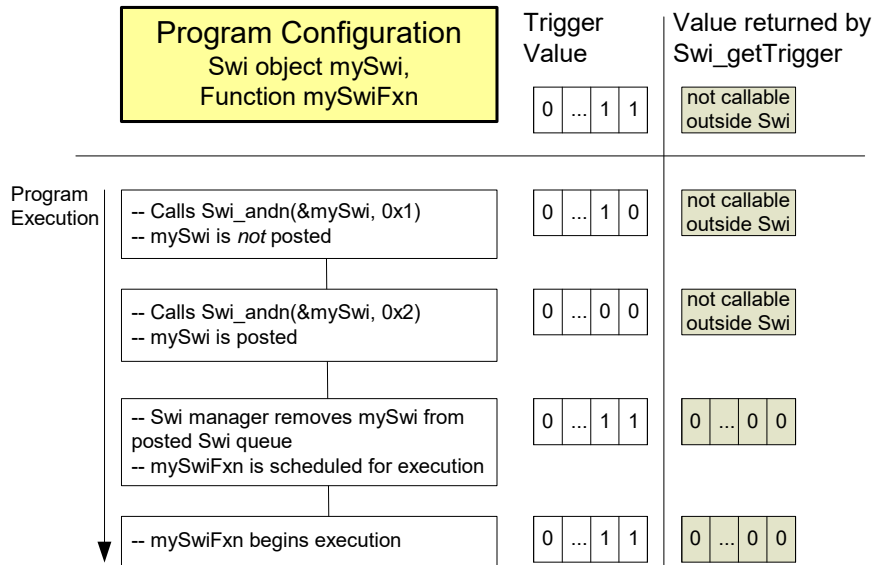 Program Configuration
Swi object mySwi,
Function mySwiFxn
Trigger
Value
Value returned by
Swi_getTrigger
0 ... 1 1
not callable
outside Swi
Program
Execution
-- Calls Swi_andn(&mySwi, 0x1)
-- mySwi is not posted
0 ... 1 0
not callable
outside Swi
-- Calls Swi_andn(&mySwi, 0x2)
-- mySwi is posted
0 ... 0 0
not callable
outside Swi
-- Swi manager removes mySwi from
posted Swi queue
-- mySwiFxn is scheduled for execution
0 ... 1 1
0 ... 0 0
-- mySwiFxn begins execution
0 ... 1 1
0 ... 0 0